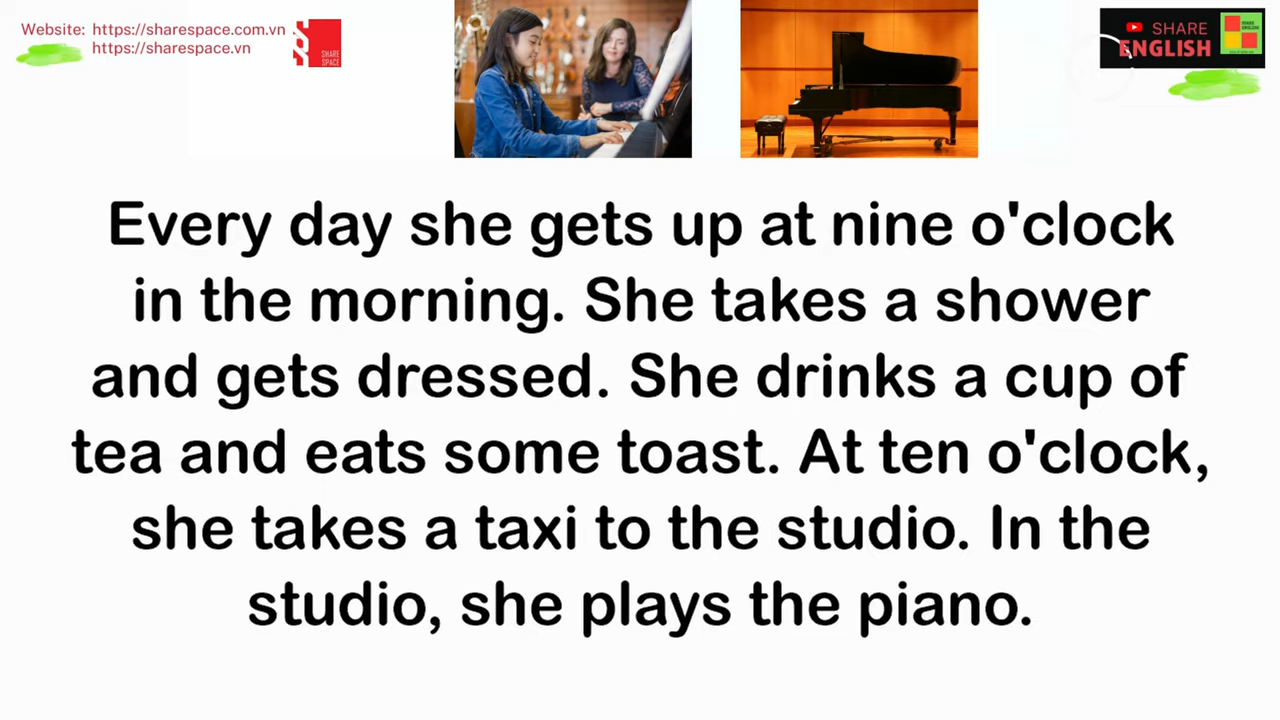 Website: https://sharespace.com.vn
https://sharespace.vn
SHARE
SPACE
SHARE
ENGLISH
Every day she gets up at nine o'clock
in the morning. She takes a shower
and gets dressed. She drinks a cup of
tea and eats some toast. At ten o'clock,
she takes a taxi to the studio. In the
studio, she plays the piano.